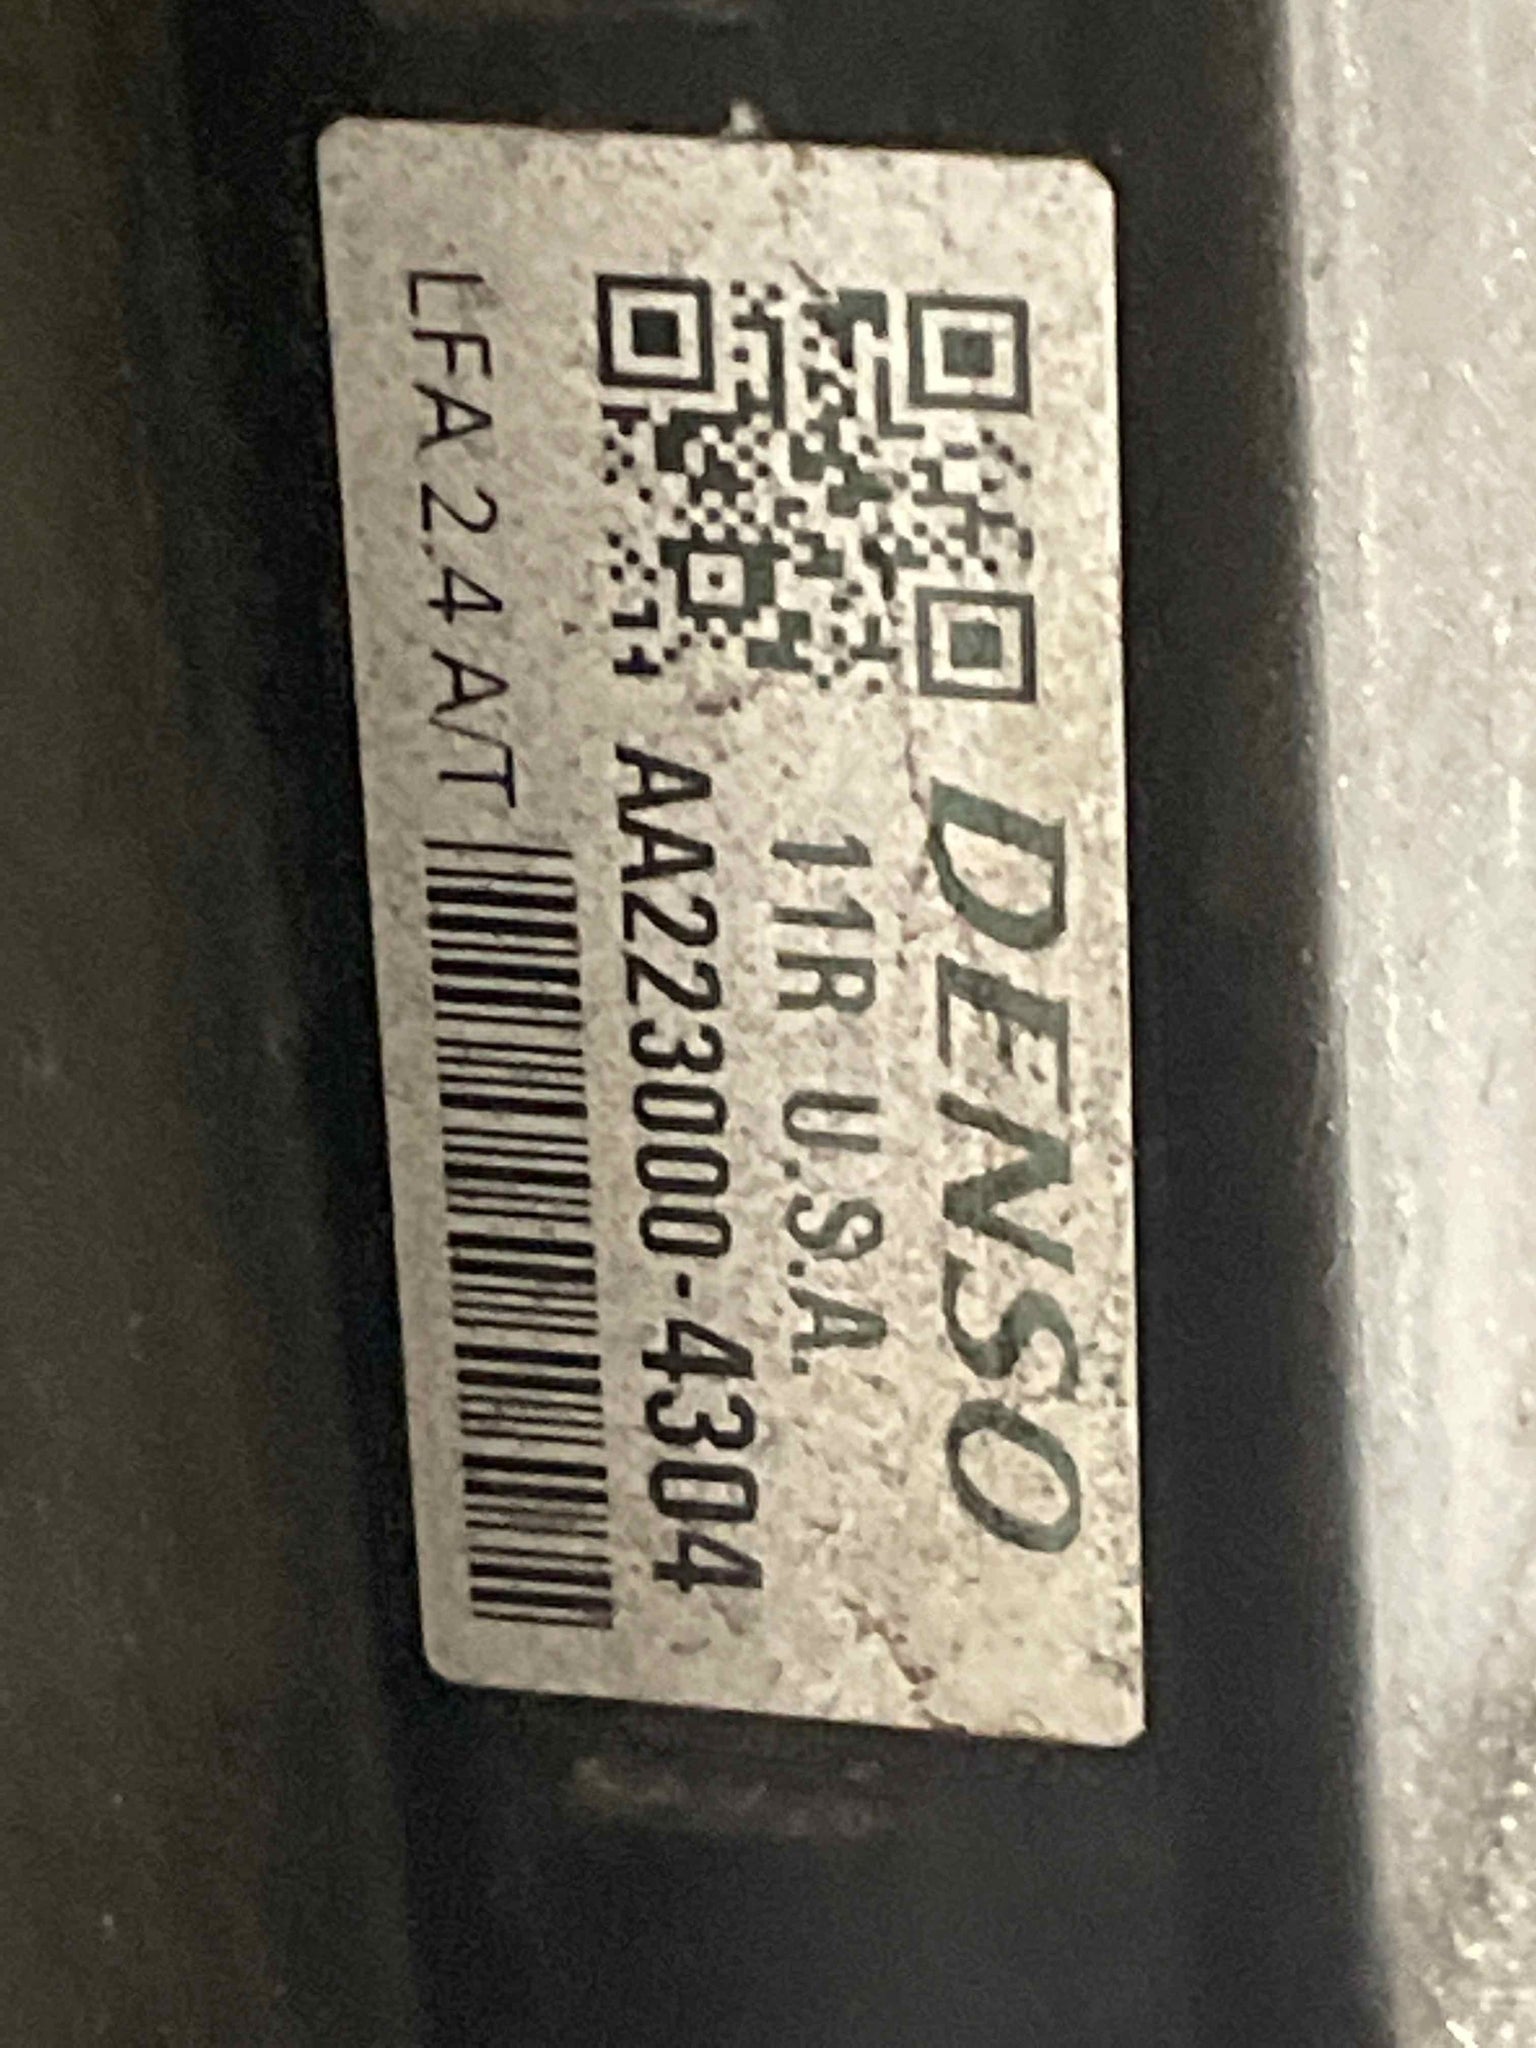 DENSO
11R U.S.A.
AA223000-4304
LFA 2.4 A/T